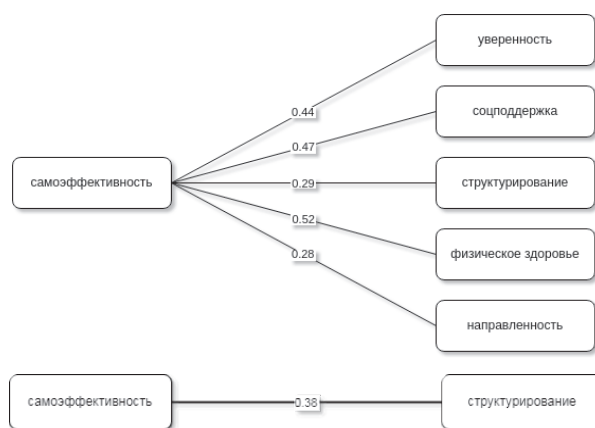 уверенность
0.44
соцподдержка
0.47
самоэффективность
0.29
структурирование
0.52
физическое здоровье
0.28
направленность
самоэффективность
0.38
структурирование